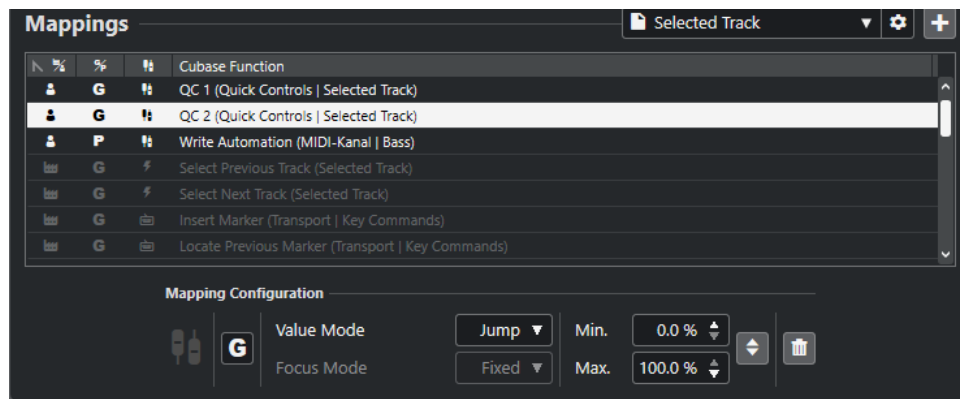 Mappings
Selected Track
Cubase Function
G QC 1 (Quick Controls | Selected Track)
G QC 2 (Quick Controls | Selected Track)
P Write Automation (MIDI-Kanal | Bass)
G Select Previous Track (Selected Track)
G Select Next Track (Selected Track)
G Insert Marker (Transport | Key Commands)
G Locate Previous Marker (Transport | Key Commands)
Mapping Configuration
G Value Mode Jump Min. 0.0 %
Focus Mode Fixed Max. 100.0 %